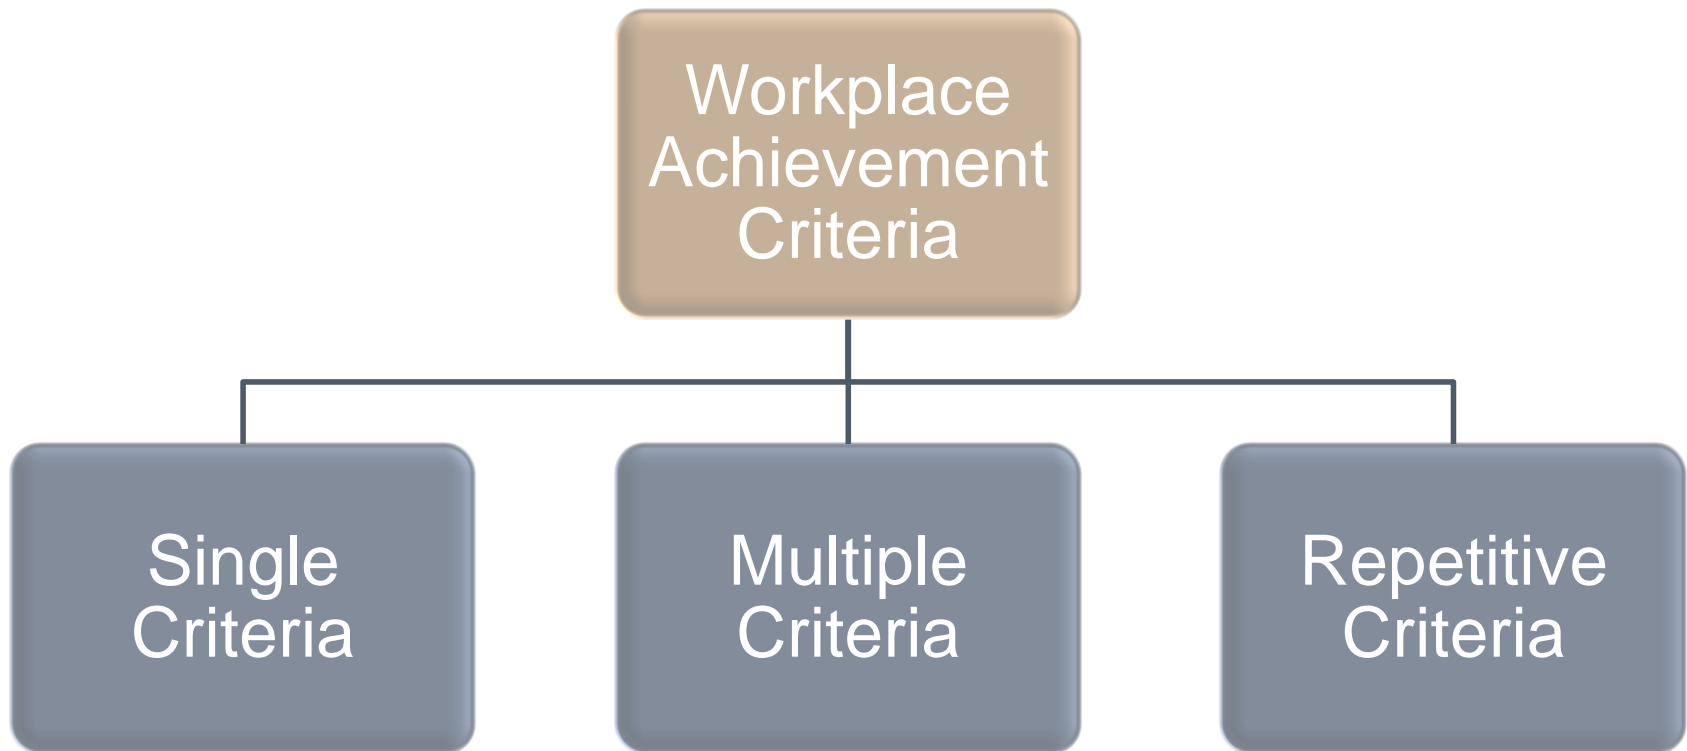 Workplace
Achievement
Criteria
Single
Criteria
Multiple
Criteria
Repetitive
Criteria